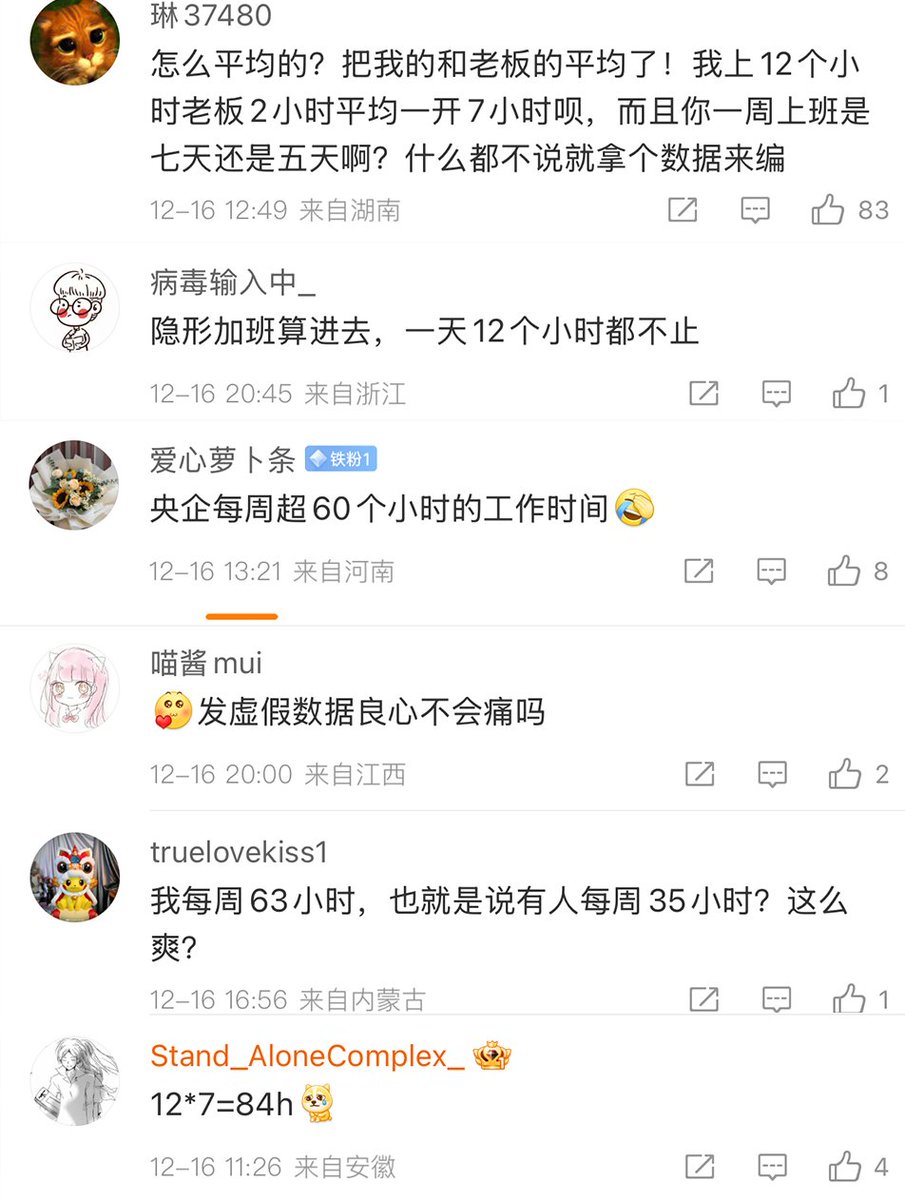 琳37480
怎么平均的？把我的和老板的平均了！我上12个小
时老板2小时平均一开7小时呗，而且你一周上班是
七天还是五天啊？什么都不说就拿个数据来编
12-16 12:49 来自湖南
83
病毒输入中_
隐形加班算进去，一天12个小时都不止
12-16 20:45 来自浙江
1
爱心萝卜条 铁粉1
央企每周超60个小时的工作时间
12-16 13:21 来自河南
8
喵酱mui
发虚假数据良心不会痛吗
12-16 20:00 来自江西
2
truelovekiss1
我每周63小时，也就是说有人每周35小时？这么
爽？
12-16 16:56 来自内蒙古
1
Stand_AloneComplex_
12*7=84h
12-16 11:26 来自安徽
4